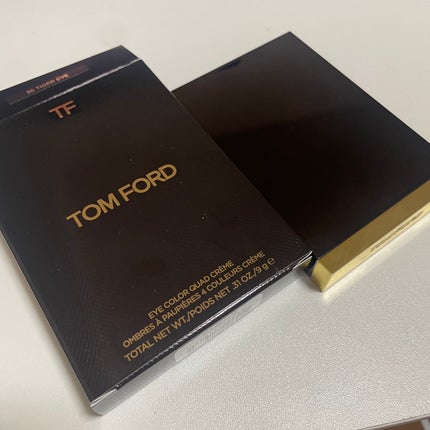 30 TIGER EYE
TF
TOM FORD
EYE COLOR QUAD CRÈME
OMBRES À PAUPIÈRES 4 COULEURS CRÈME
TOTAL NET WT./POIDS NET .31 OZ/9 g ℮